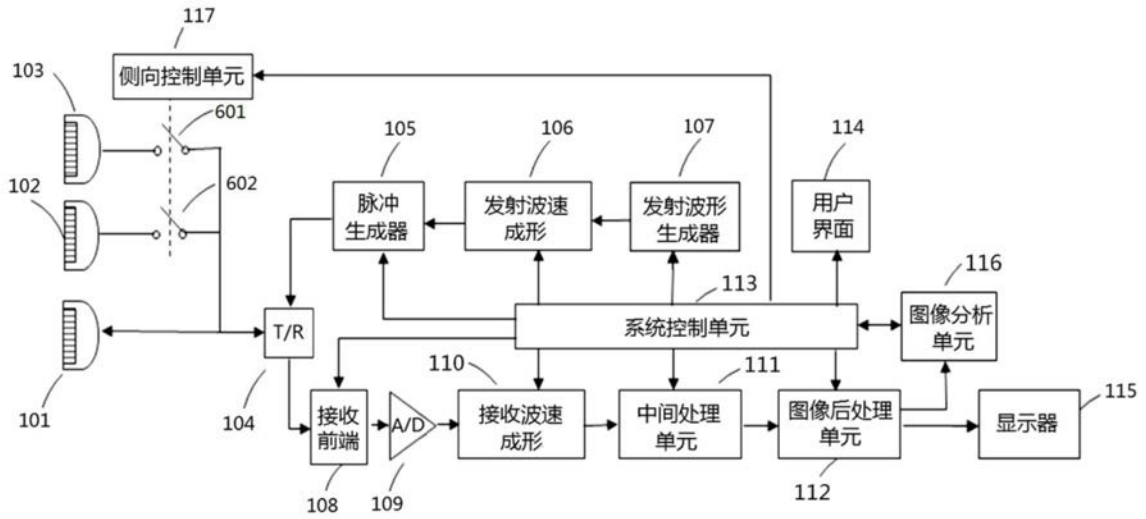 117
103
侧向控制单元
601
105
106
107
114
602
102
脉冲
生成器
发射波速
成形
发射波形
生成器
用户
界面
116
113
T/R
系统控制单元
图像分析
单元
110
111
101
104
接收
前端
A/D
接收波速
成形
中间处理
单元
图像后处理
单元
显示器
115
108
109
112